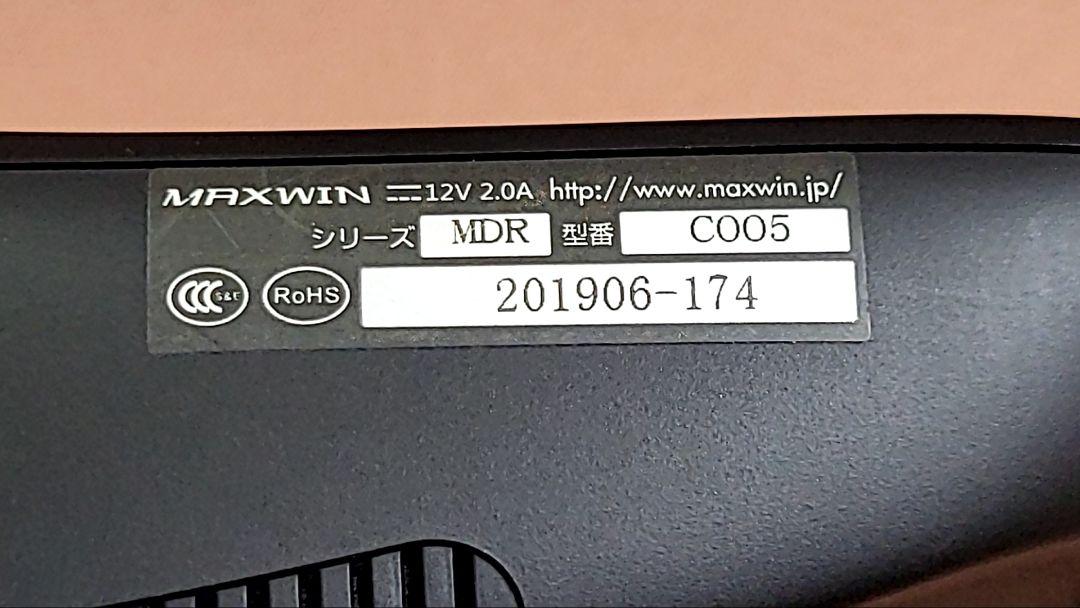 MAXWIN ⎓12V 2.0A http://www.maxwin.jp/
シリーズ MDR 型番 C005
CCC S&E RoHS 201906-174